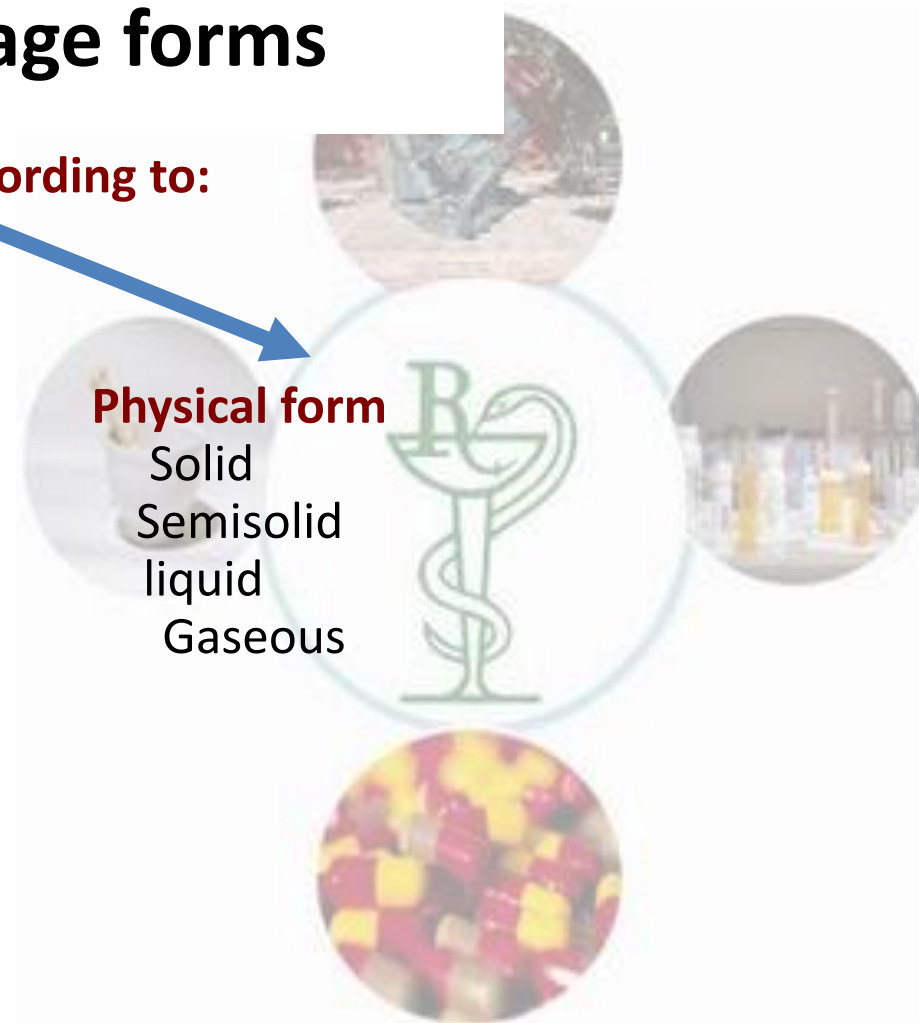 age forms
ording to:
Physical form
Solid
Semisolid
liquid
Gaseous
R